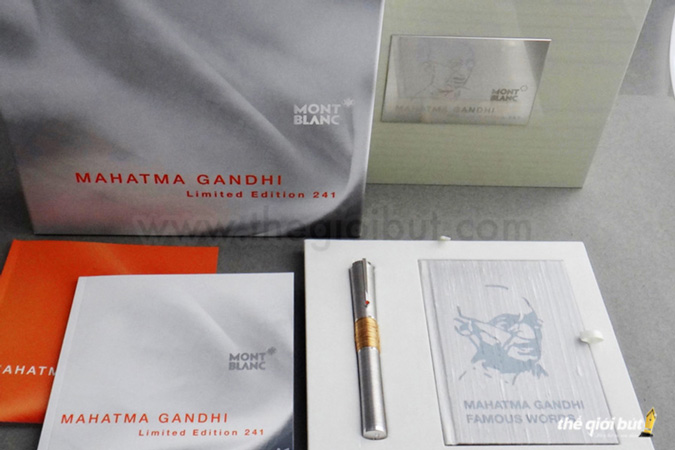 MONT
BLANC
MAHATMA GANDHI
Limited Edition 241
MONT
BLANC
MAHATMA GANDHI
www.thegioibut.com
MAHATM
MONT
BLANC
MAHATMA GANDHI
Limited Edition 241
MAHATMA GANDHI
FAMOUS WORDS
thế giới bút